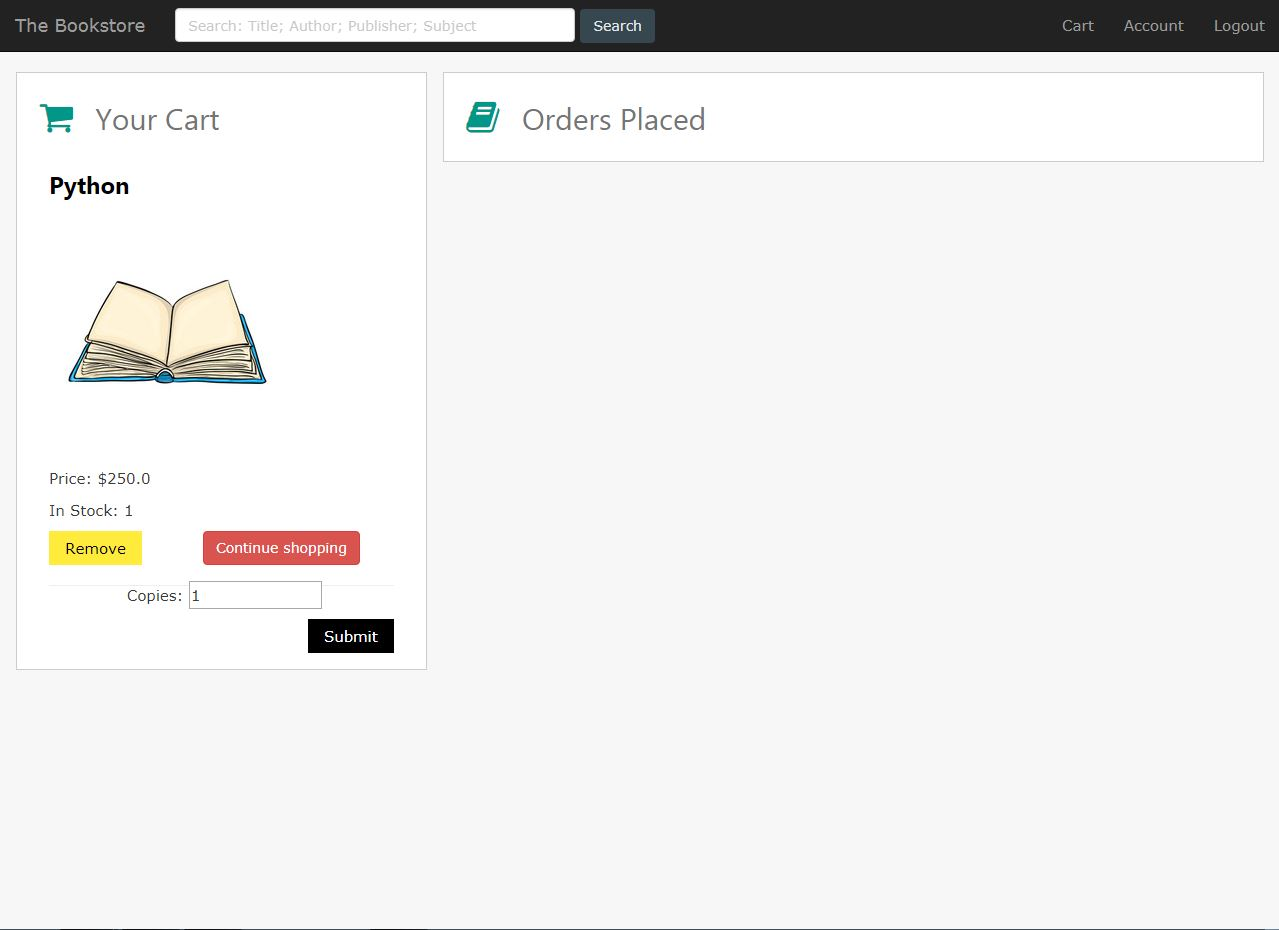 The Bookstore
Search: Title; Author; Publisher; Subject
Search
Cart
Account
Logout
Your Cart
Python
Price: $250.0
In Stock: 1
Remove
Continue shopping
Copies: 1
Submit
Orders Placed